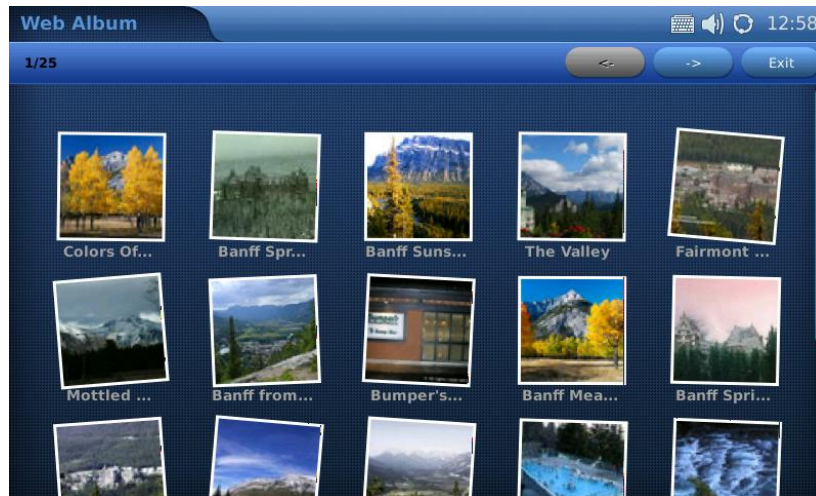 Web Album
12:58
1/25
<-
->
Exit
Colors Of...
Banff Spr...
Banff Suns...
The Valley
Fairmont ...
Mottled ...
Banff from...
Bumper's...
Banff Mea...
Banff Spri...